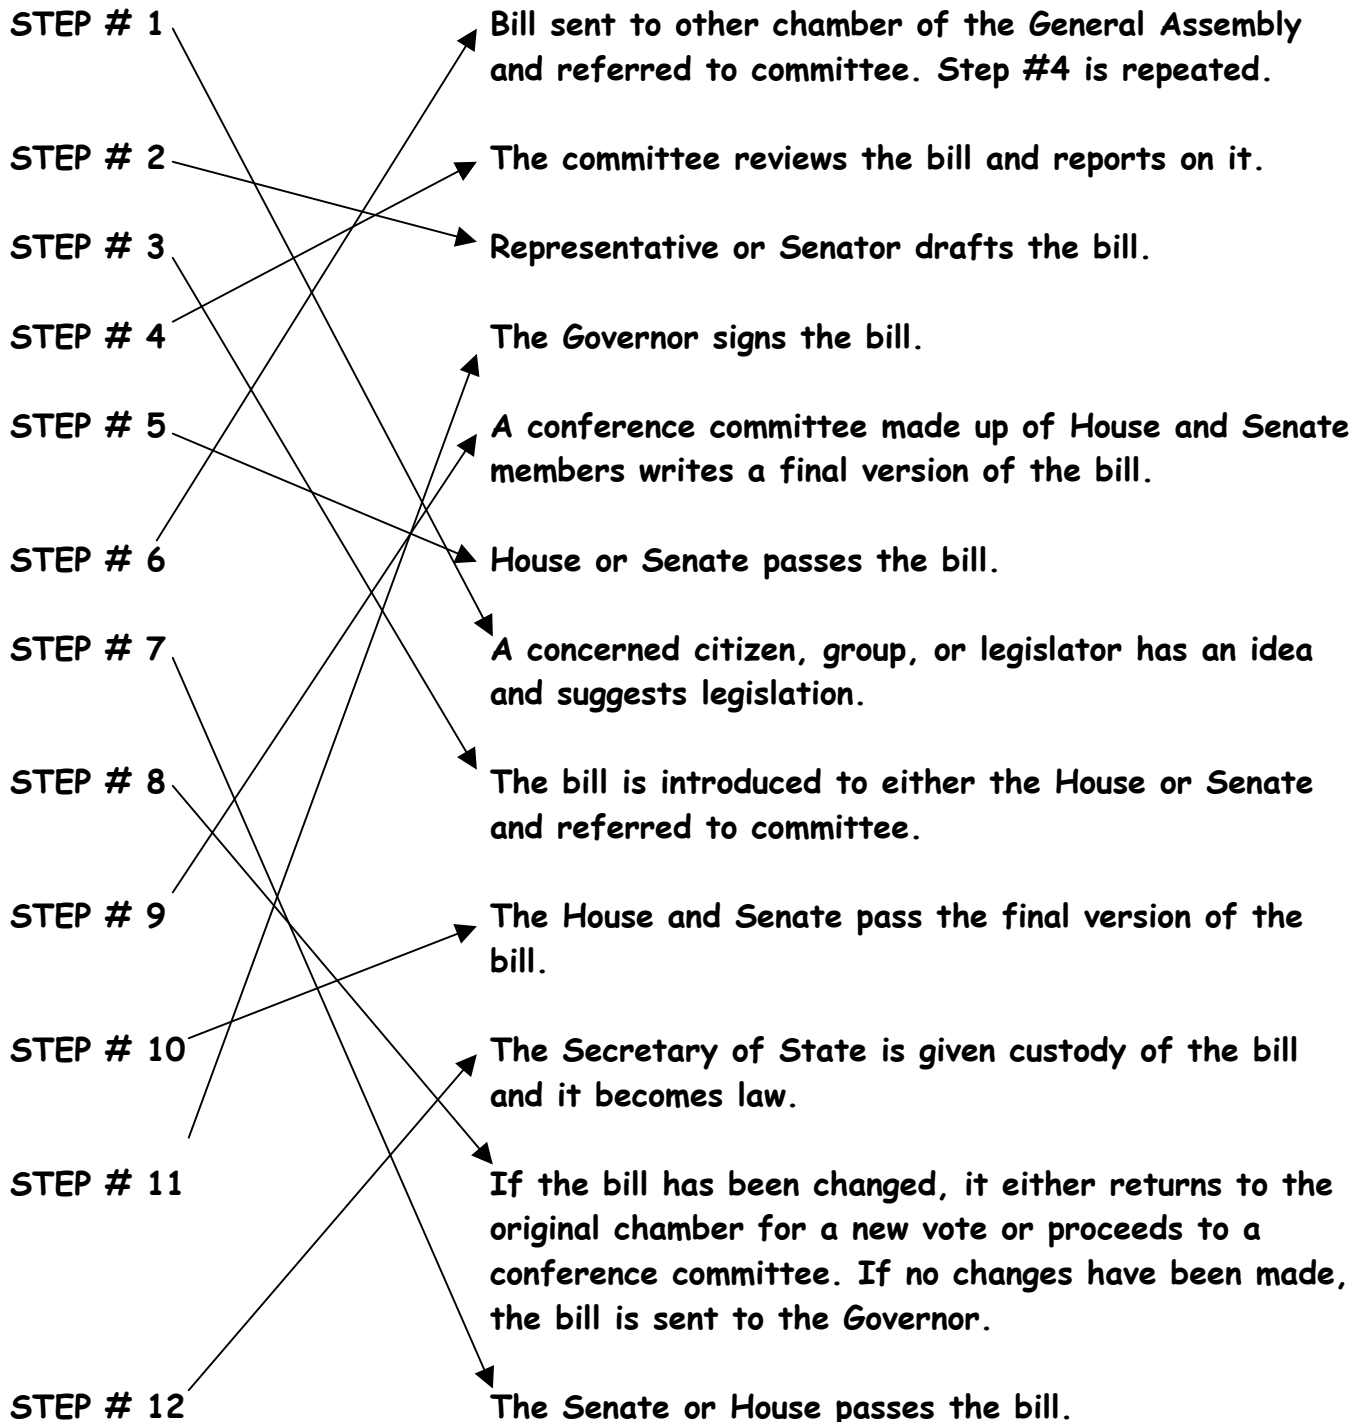 STEP # 1 Bill sent to other chamber of the General Assembly
and referred to committee. Step #4 is repeated.
STEP # 2 The committee reviews the bill and reports on it.
STEP # 3 Representative or Senator drafts the bill.
STEP # 4 The Governor signs the bill.
STEP # 5 A conference committee made up of House and Senate
members writes a final version of the bill.
STEP # 6 House or Senate passes the bill.
STEP # 7 A concerned citizen, group, or legislator has an idea
and suggests legislation.
STEP # 8 The bill is introduced to either the House or Senate
and referred to committee.
STEP # 9 The House and Senate pass the final version of the
bill.
STEP # 10 The Secretary of State is given custody of the bill
and it becomes law.
STEP # 11 If the bill has been changed, it either returns to the
original chamber for a new vote or proceeds to a
conference committee. If no changes have been made,
the bill is sent to the Governor.
STEP # 12 The Senate or House passes the bill.